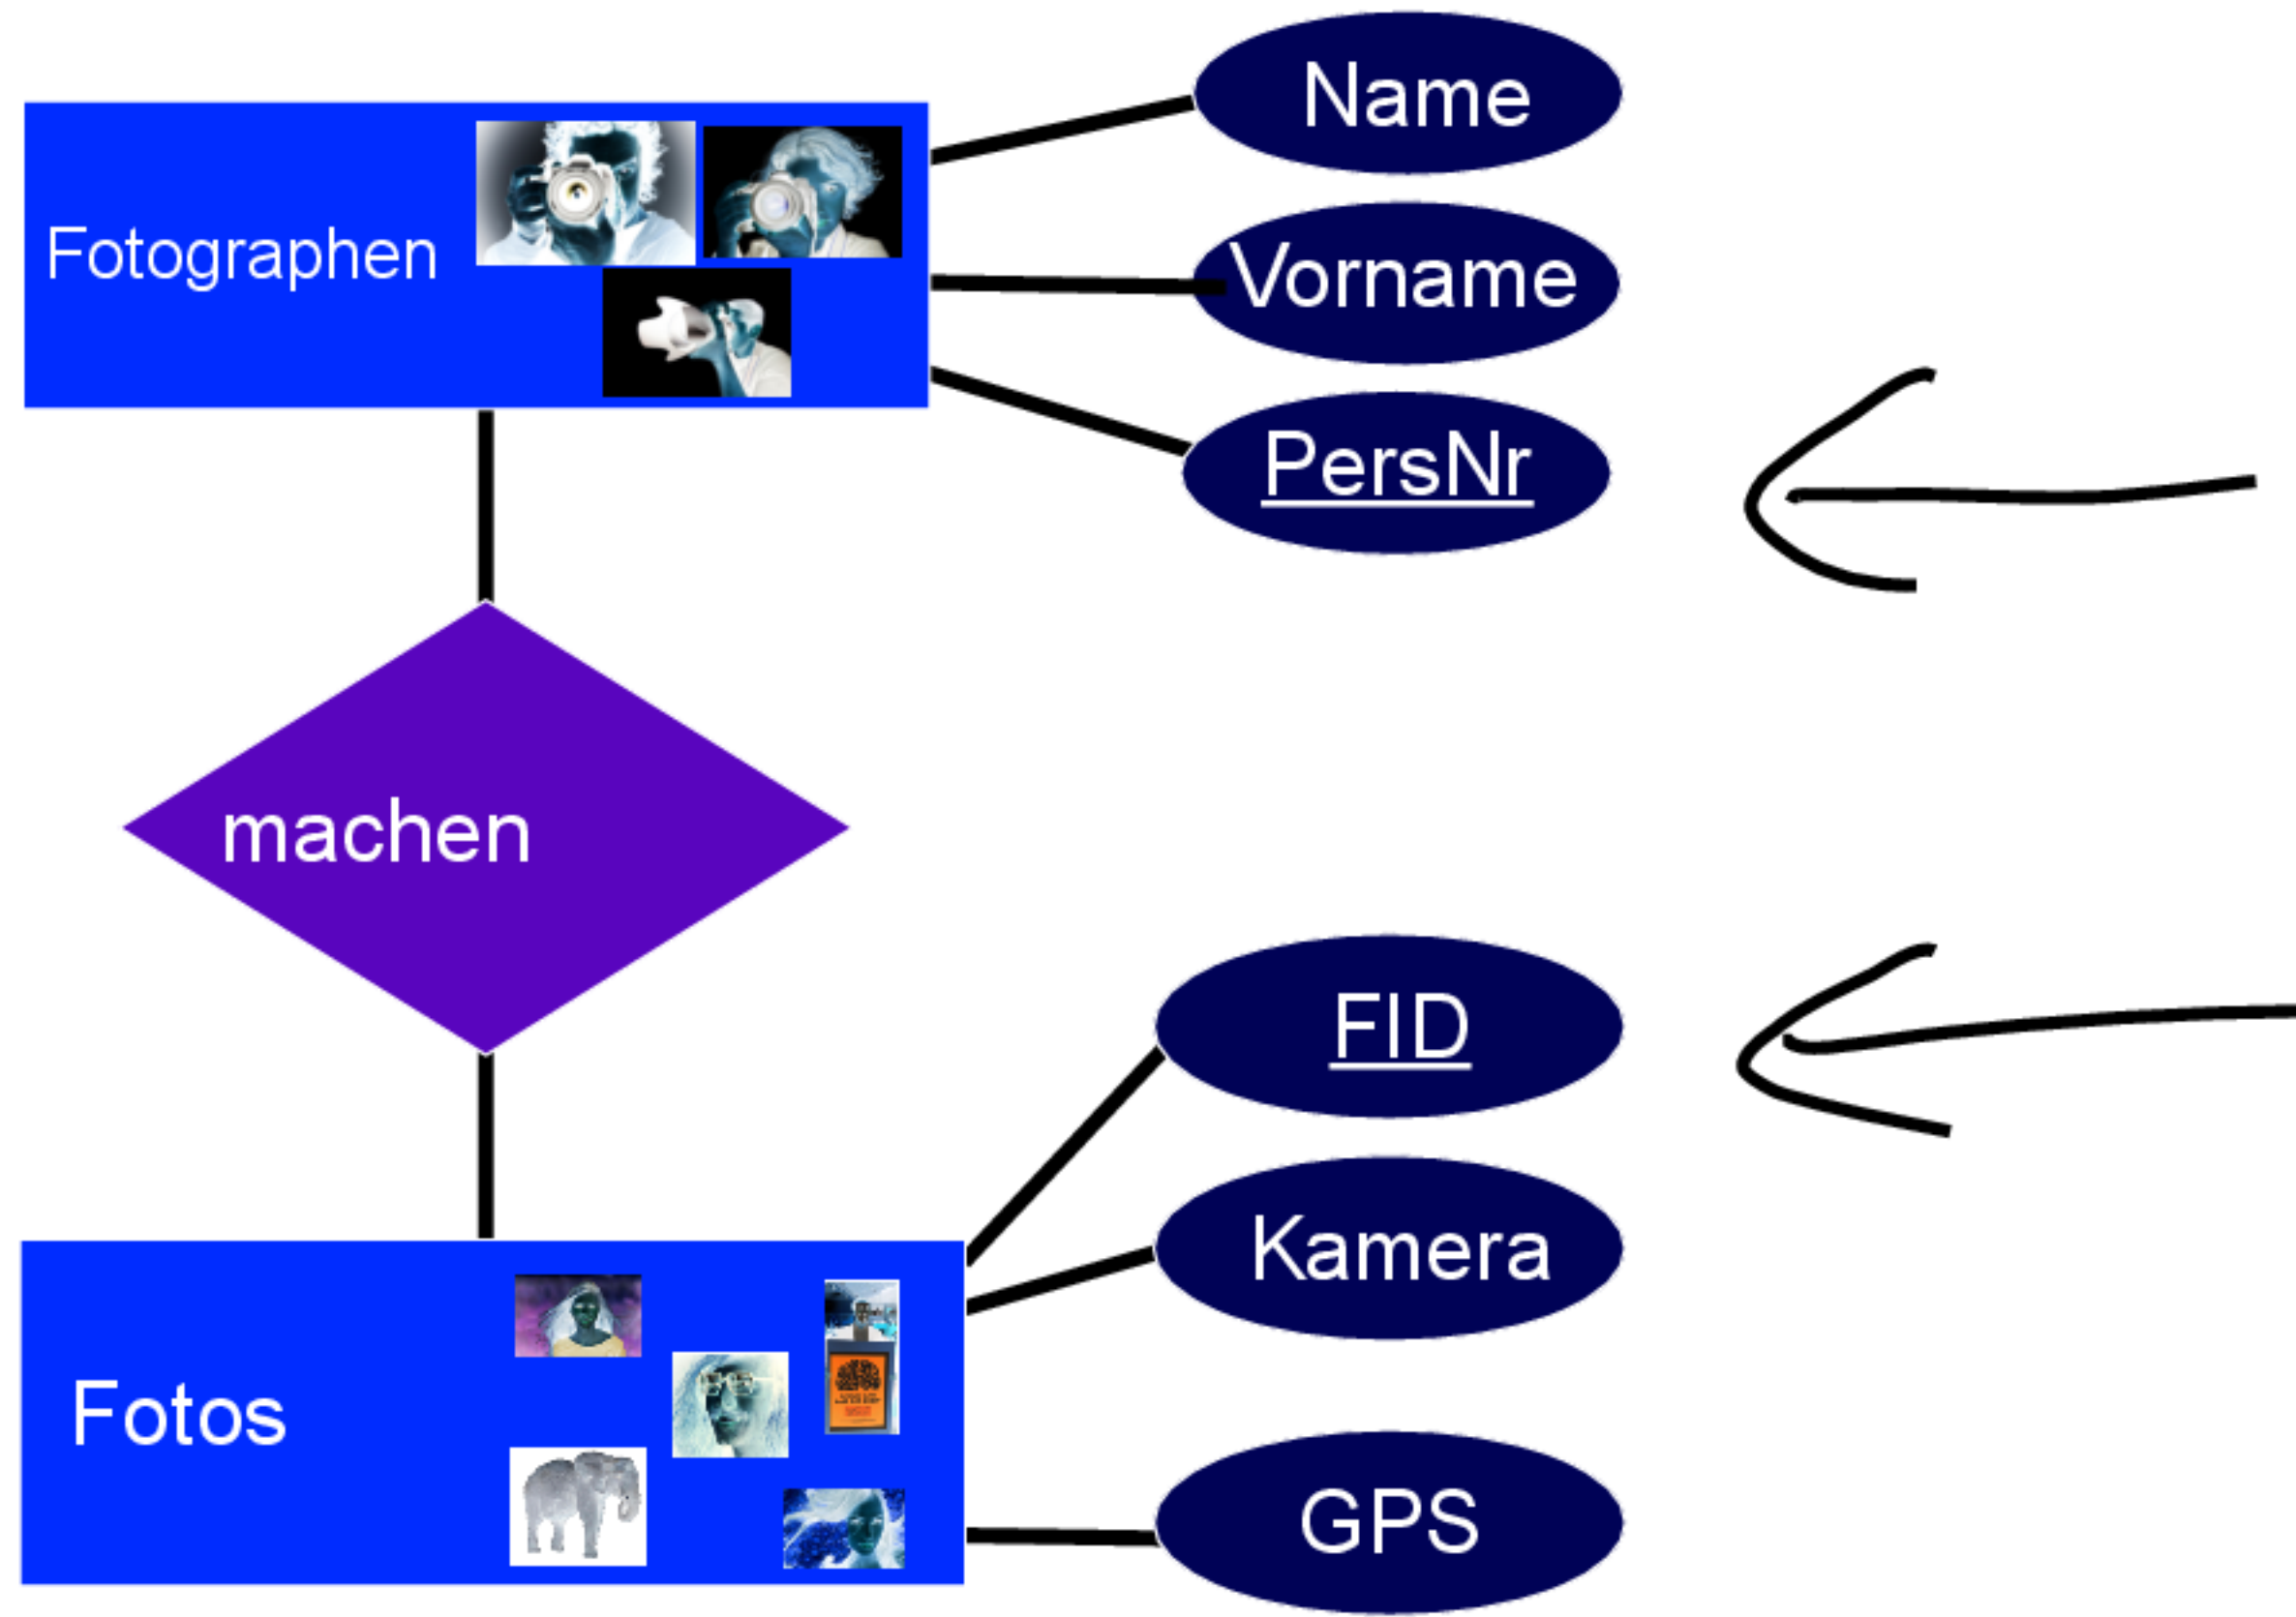 Name
Fotographen
Vorname
PersNr
machen
FID
Kamera
Fotos
GPS